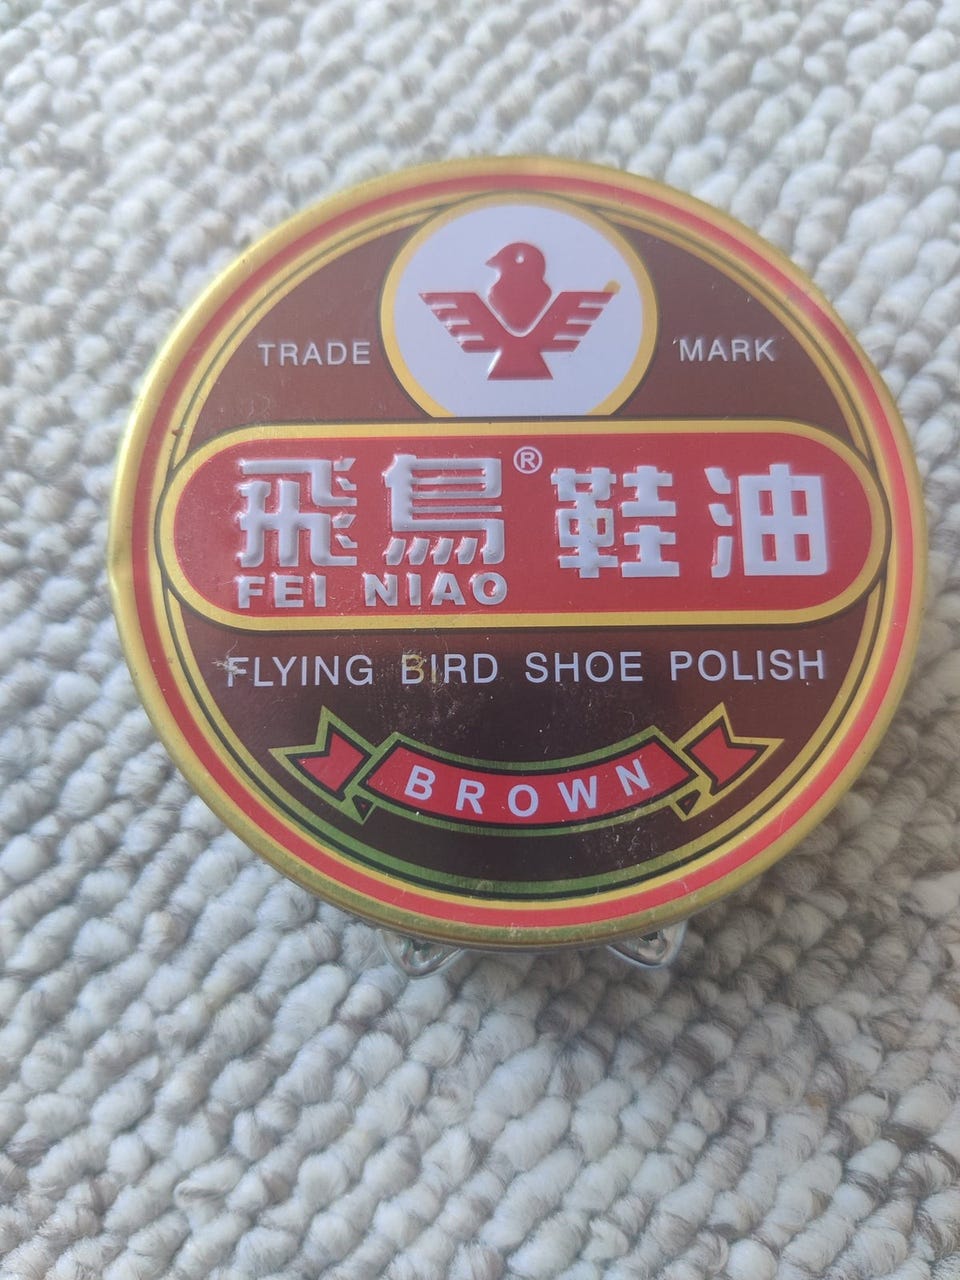 TRADE MARK
飛鳥® 鞋油
FEI NIAO
FLYING BIRD SHOE POLISH
BROWN